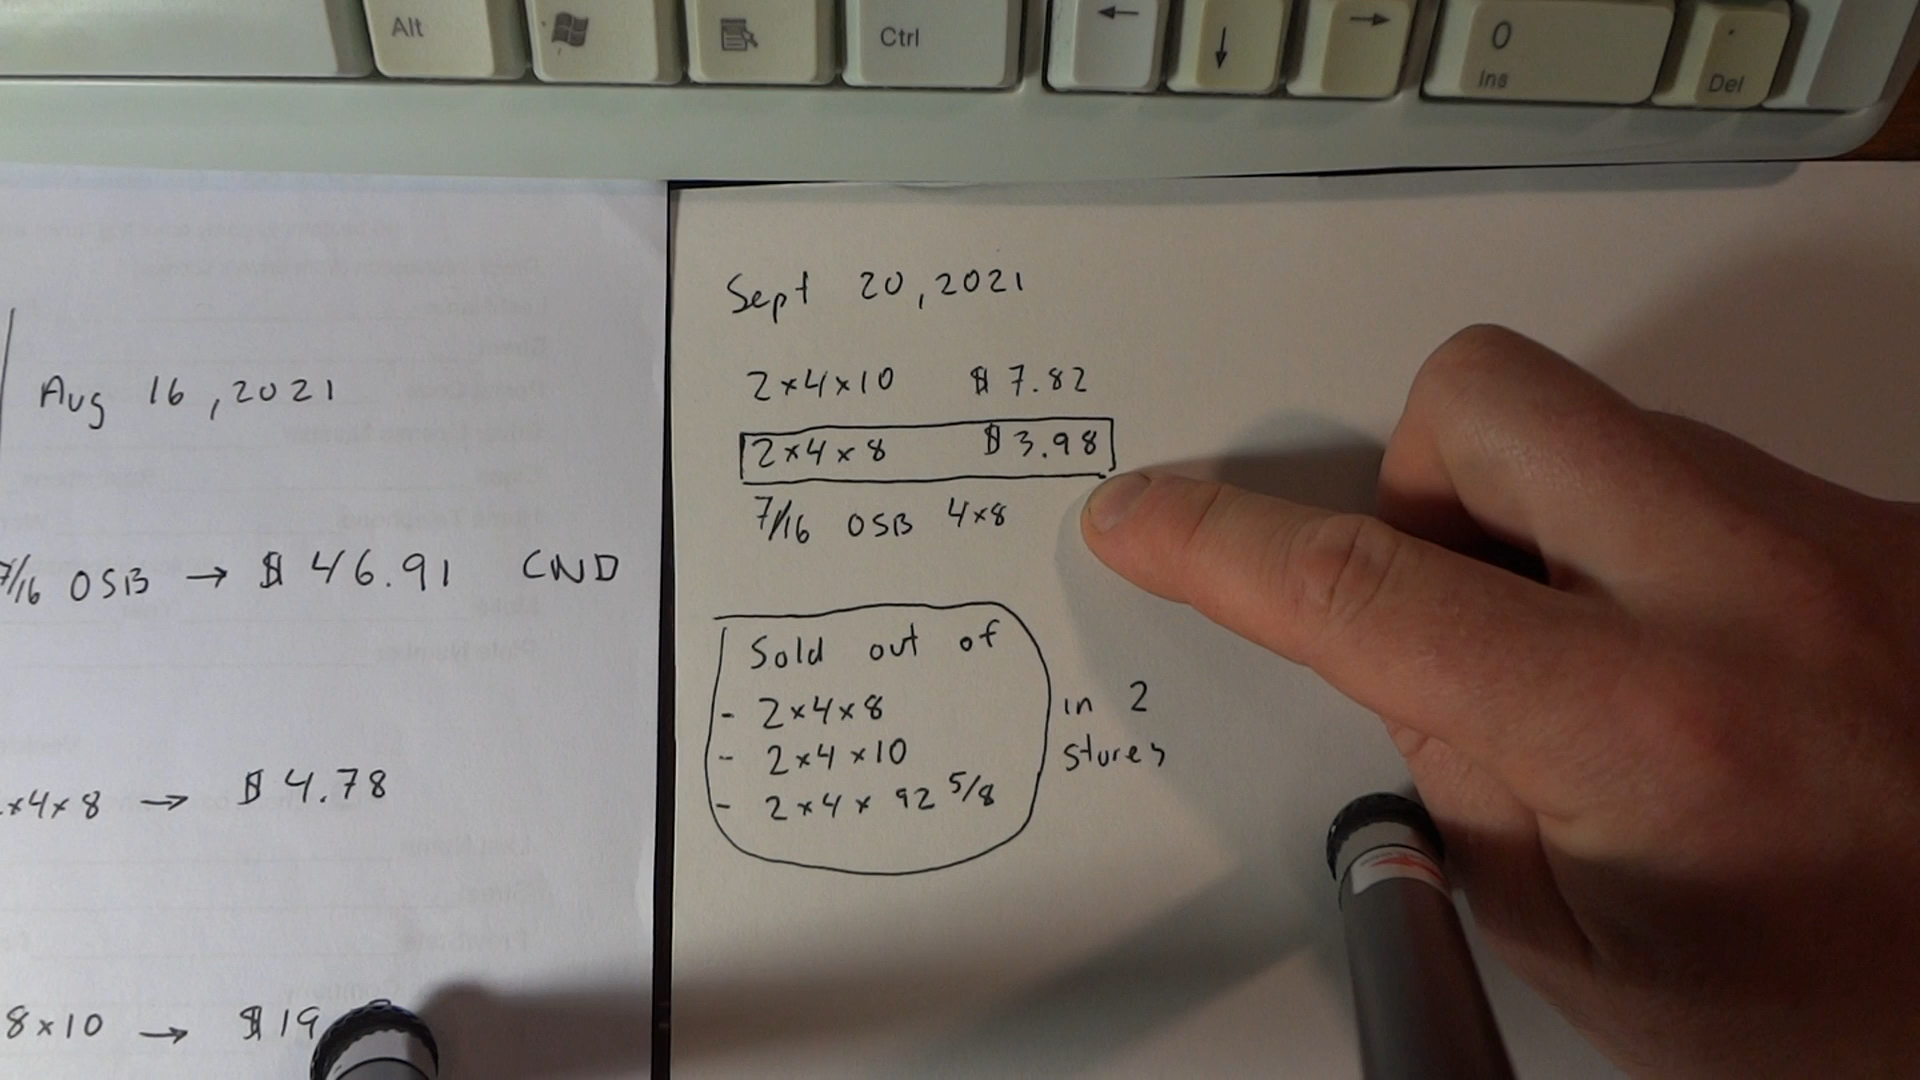 Alt
Ctrl
0
Ins
.
Del
Aug 16, 2021
7/16 OSB → $46.91 CND
x4x8 → $4.78
8x10 → $19
Sept 20, 2021
2x4x10 $7.82
2x4x8 $3.98
7/16 OSB 4x8
Sold out of
- 2x4x8
- 2x4x10
- 2x4x 92 5/8
in 2
stores